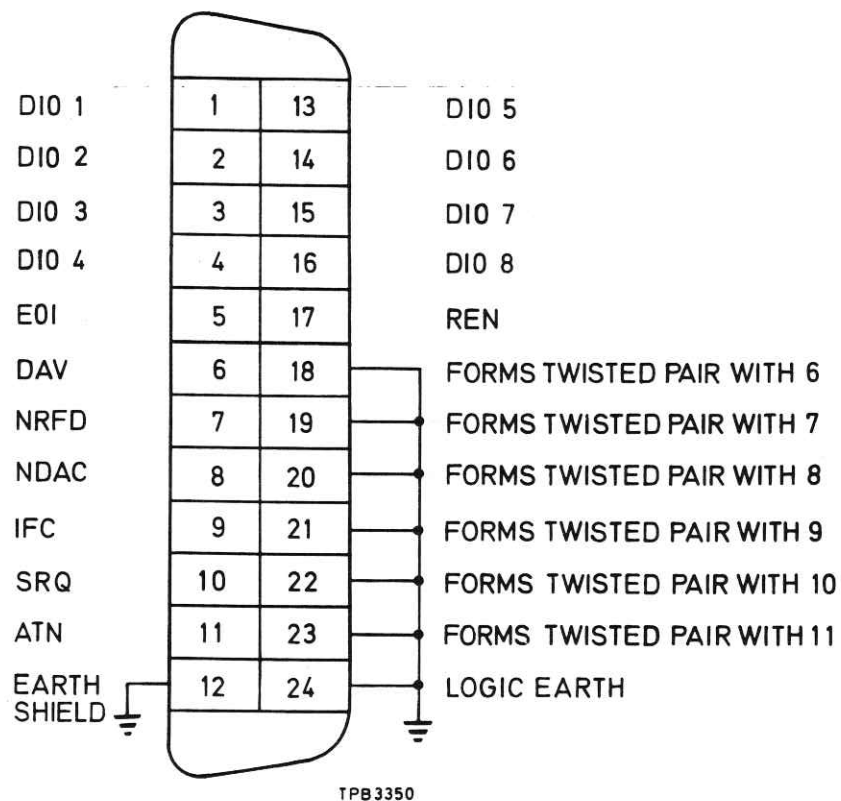 DIO 1 1 13 DIO 5
DIO 2 2 14 DIO 6
DIO 3 3 15 DIO 7
DIO 4 4 16 DIO 8
EOI 5 17 REN
DAV 6 18 FORMS TWISTED PAIR WITH 6
NRFD 7 19 FORMS TWISTED PAIR WITH 7
NDAC 8 20 FORMS TWISTED PAIR WITH 8
IFC 9 21 FORMS TWISTED PAIR WITH 9
SRQ 10 22 FORMS TWISTED PAIR WITH 10
ATN 11 23 FORMS TWISTED PAIR WITH 11
EARTH 12 24 LOGIC EARTH
SHIELD
TPB3350